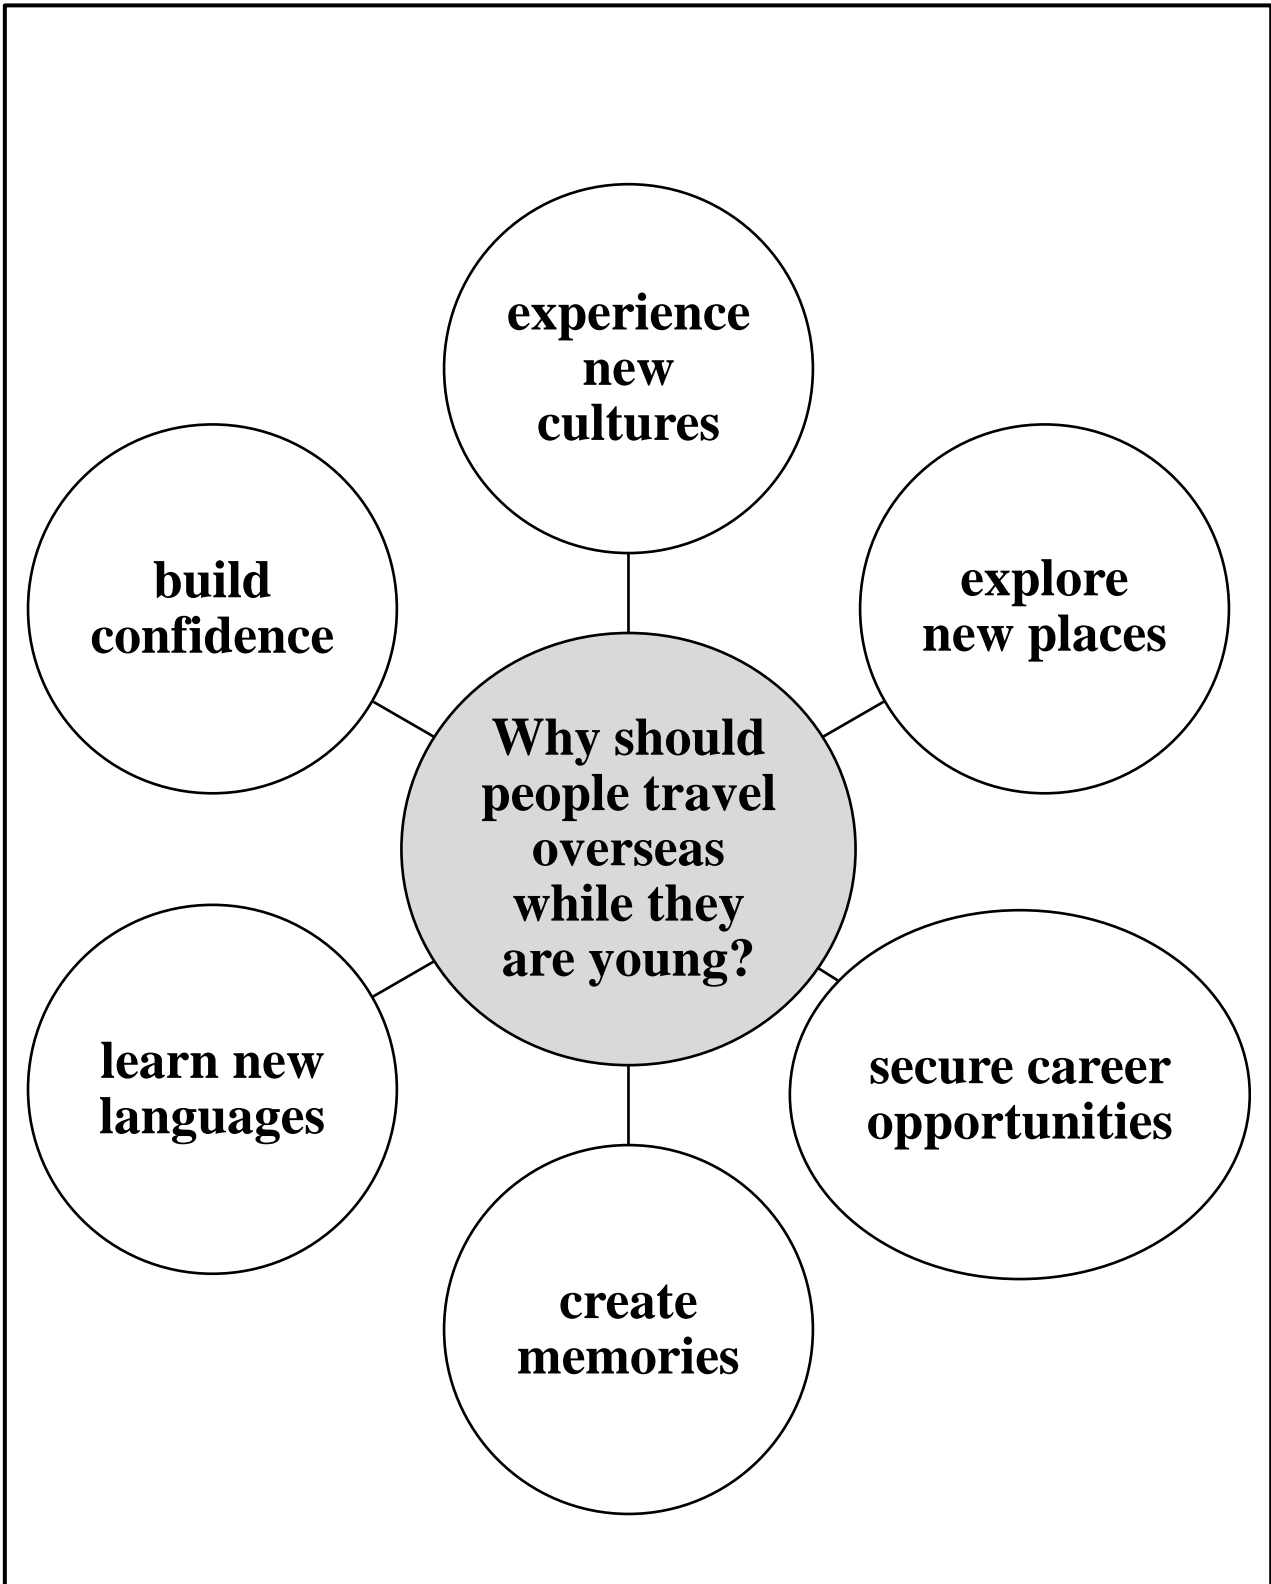 experience
new
cultures
build
confidence
explore
new places
Why should
people travel
overseas
while they
are young?
learn new
languages
secure career
opportunities
create
memories